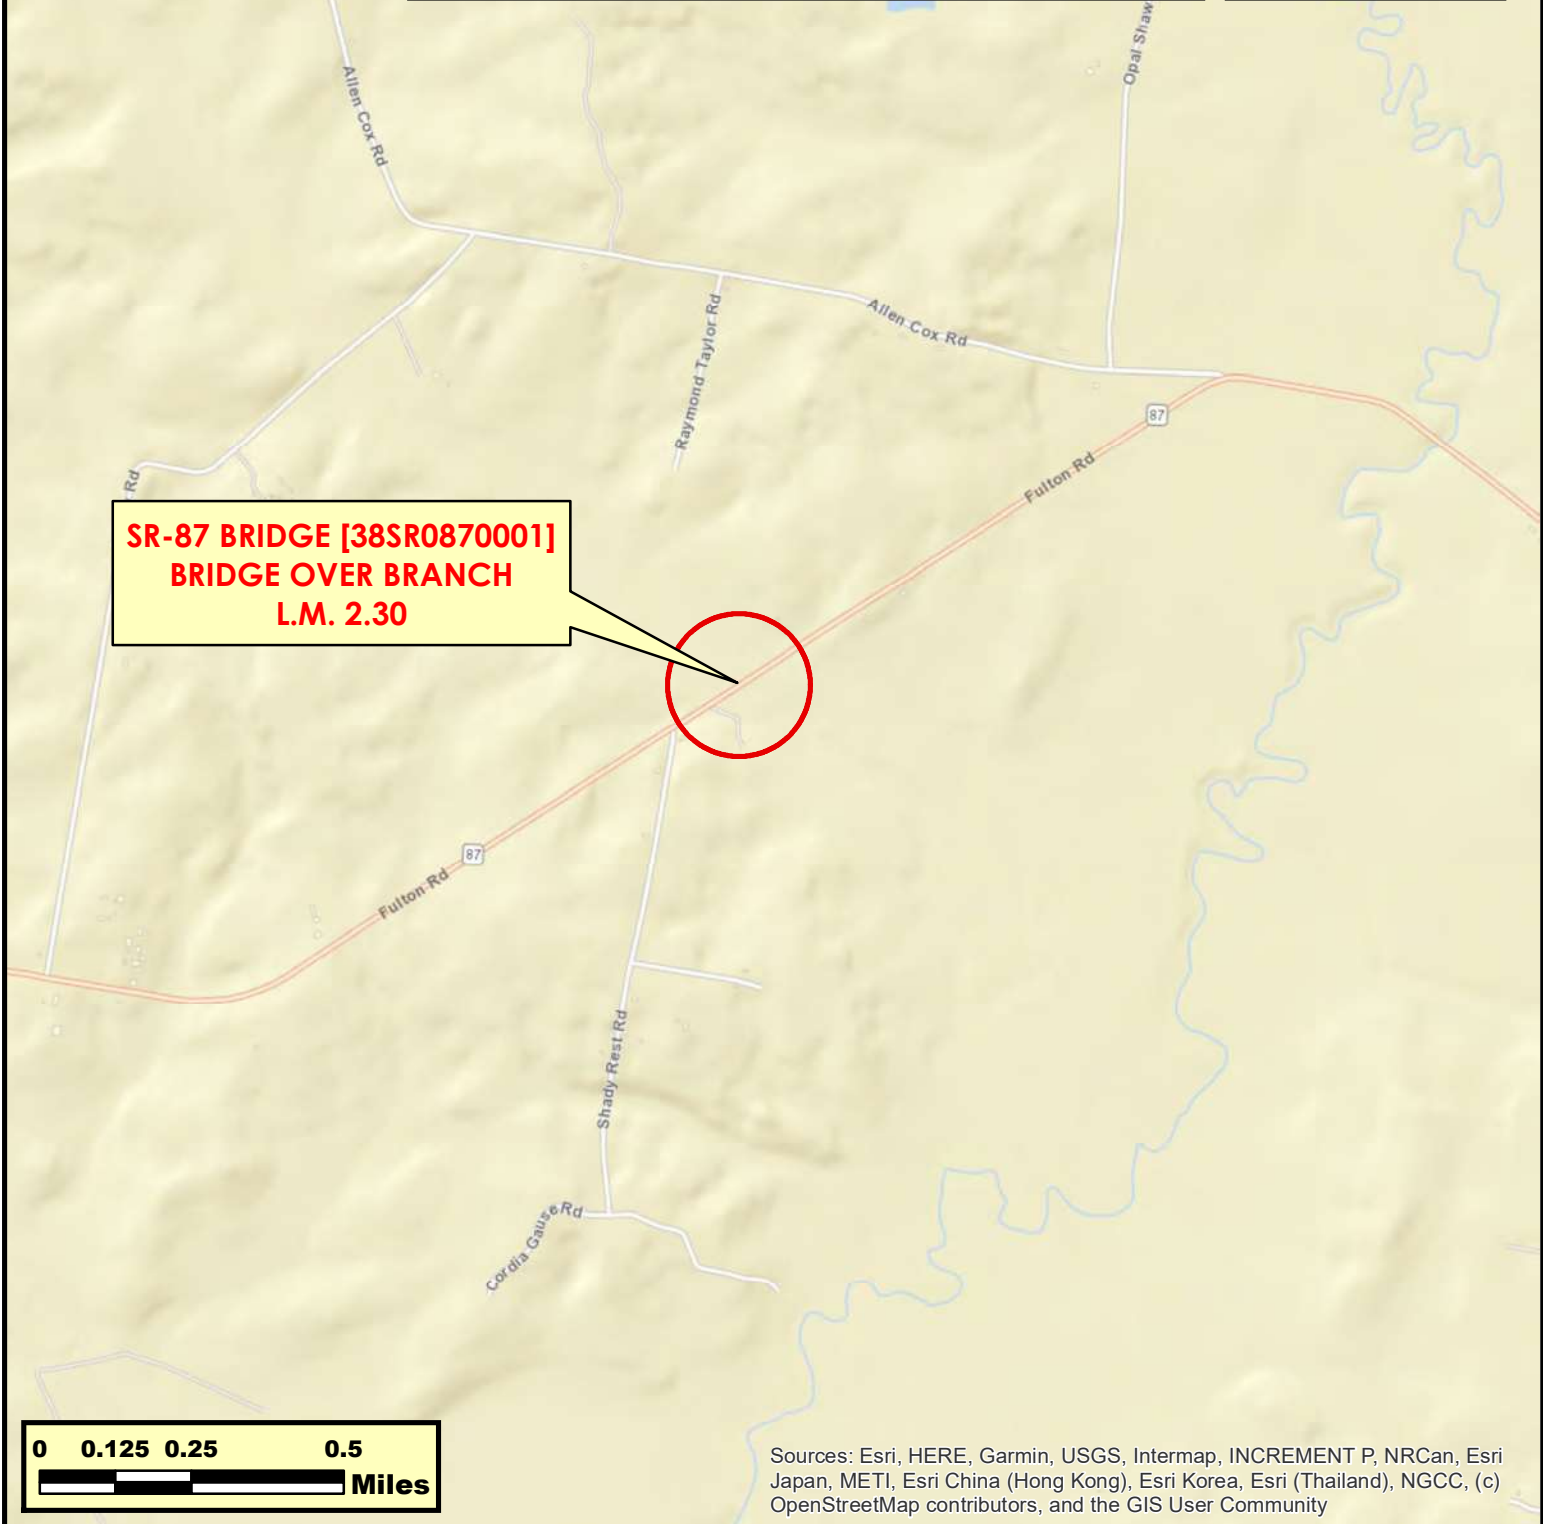 Opal Shaw
Allen Cox Rd
Allen Cox Rd
Raymond Taylor Rd
87
Fulton Rd
Rd
SR-87 BRIDGE [38SR0870001]
BRIDGE OVER BRANCH
L.M. 2.30
87
Fulton Rd
Shady Rest Rd
Cordia Gause Rd
0 0.125 0.25 0.5
Miles
Sources: Esri, HERE, Garmin, USGS, Intermap, INCREMENT P, NRCan, Esri
Japan, METI, Esri China (Hong Kong), Esri Korea, Esri (Thailand), NGCC, (c)
OpenStreetMap contributors, and the GIS User Community